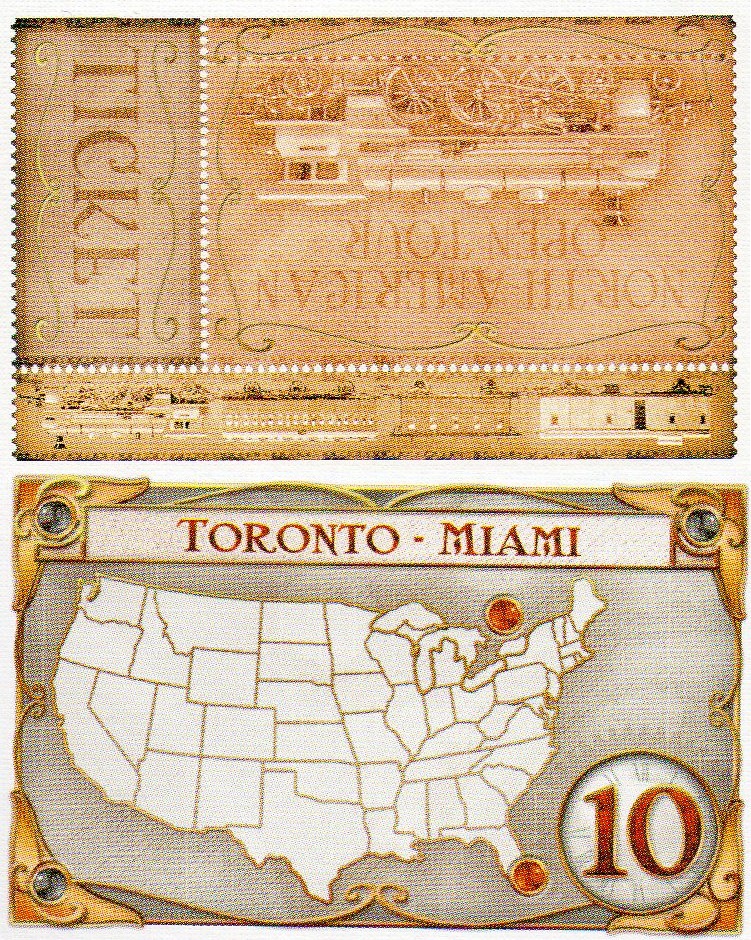 TICKET
NORTH AMERICAN
OPEN TOUR
TORONTO - MIAMI
10